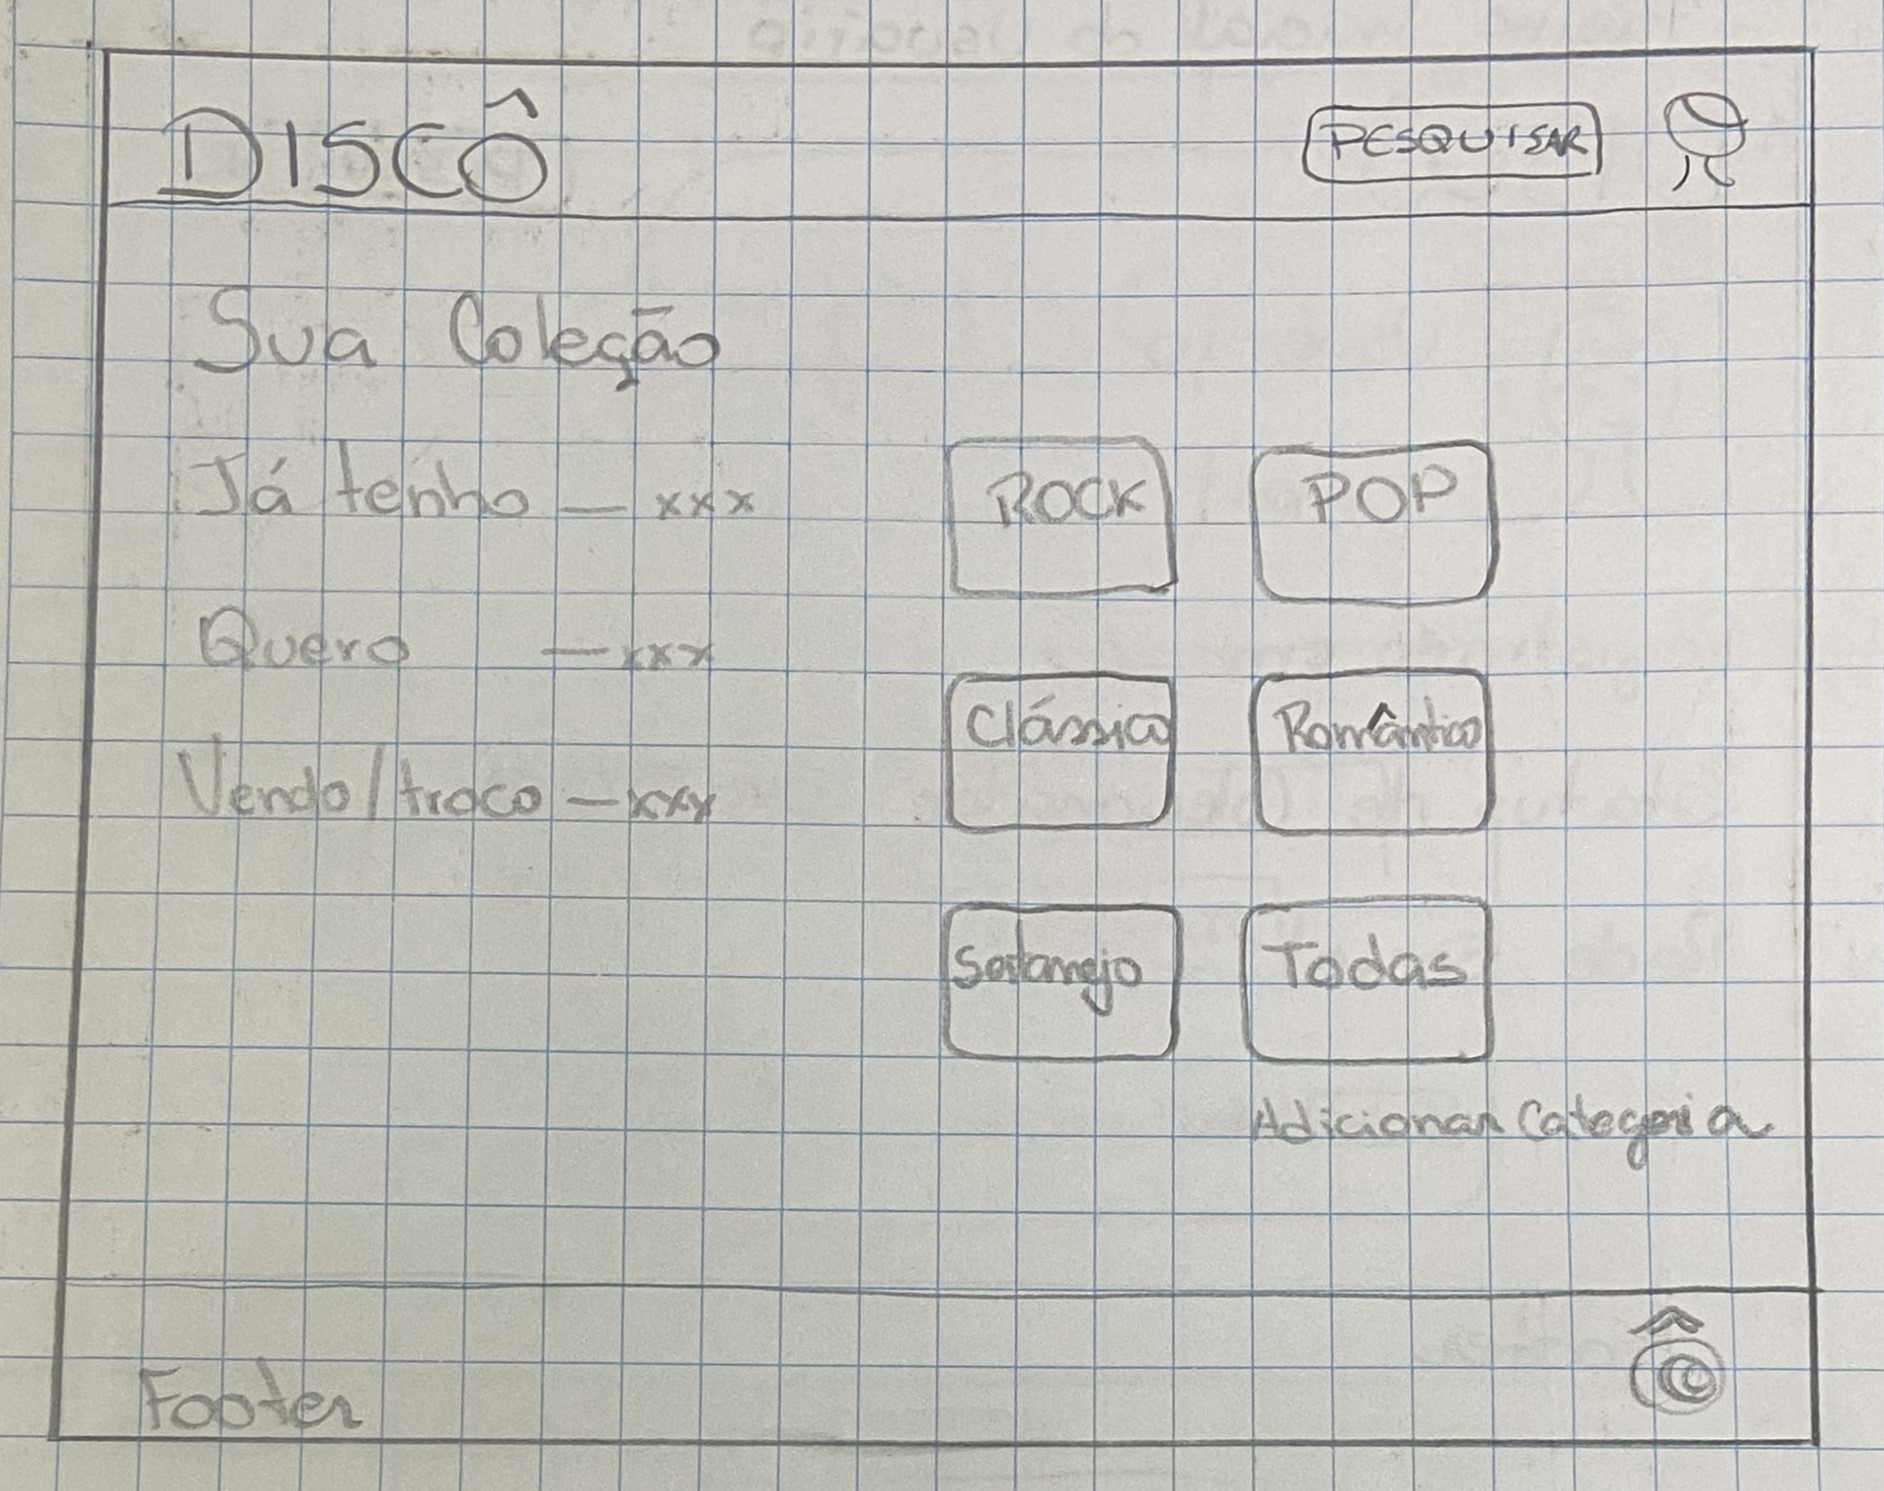 DISCÔ
PESQUISAR
Sua Coleção
Já tenho — xxx
Quero — xxx
Vendo/troco — xxx
ROCK
POP
Clássico
Romântico
Sertanejo
Todas
Adicionar Categoria
Footer